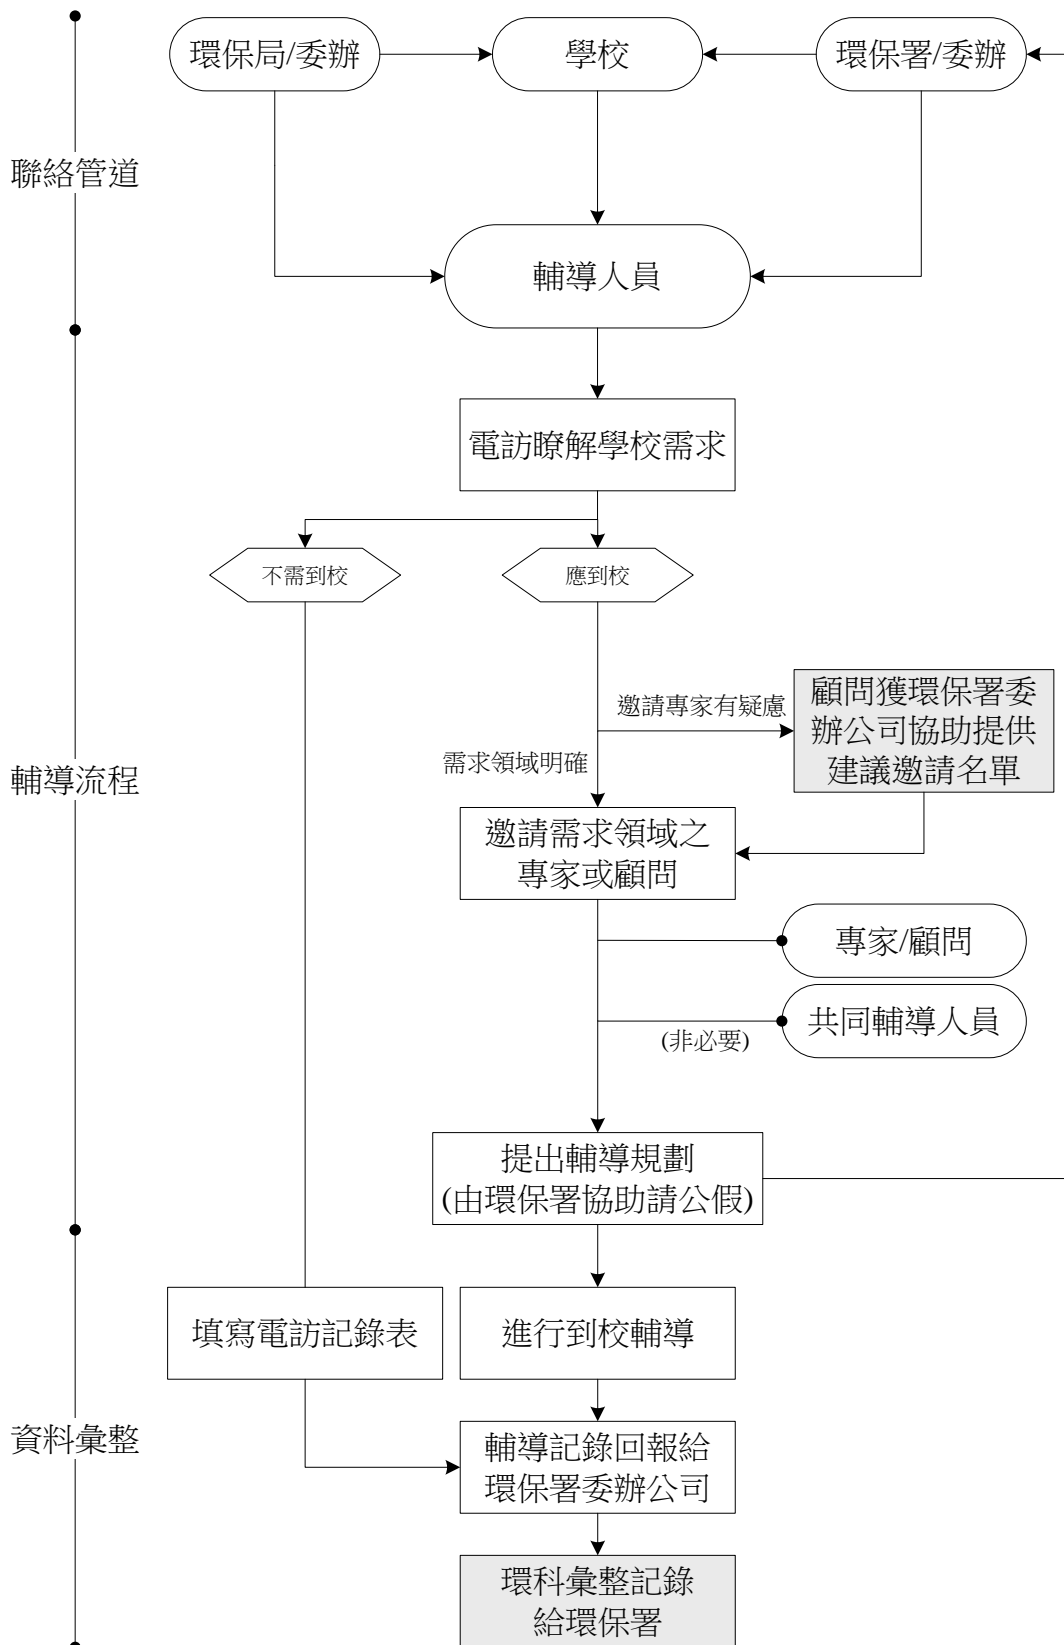 環保局/委辦
學校
環保署/委辦
聯絡管道
輔導人員
電訪瞭解學校需求
不需到校
應到校
邀請專家有疑慮
顧問獲環保署委
辦公司協助提供
建議邀請名單
需求領域明確
輔導流程
邀請需求領域之
專家或顧問
專家/顧問
共同輔導人員
(非必要)
提出輔導規劃
(由環保署協助請公假)
填寫電訪記錄表
進行到校輔導
資料彙整
輔導記錄回報給
環保署委辦公司
環科彙整記錄
給環保署